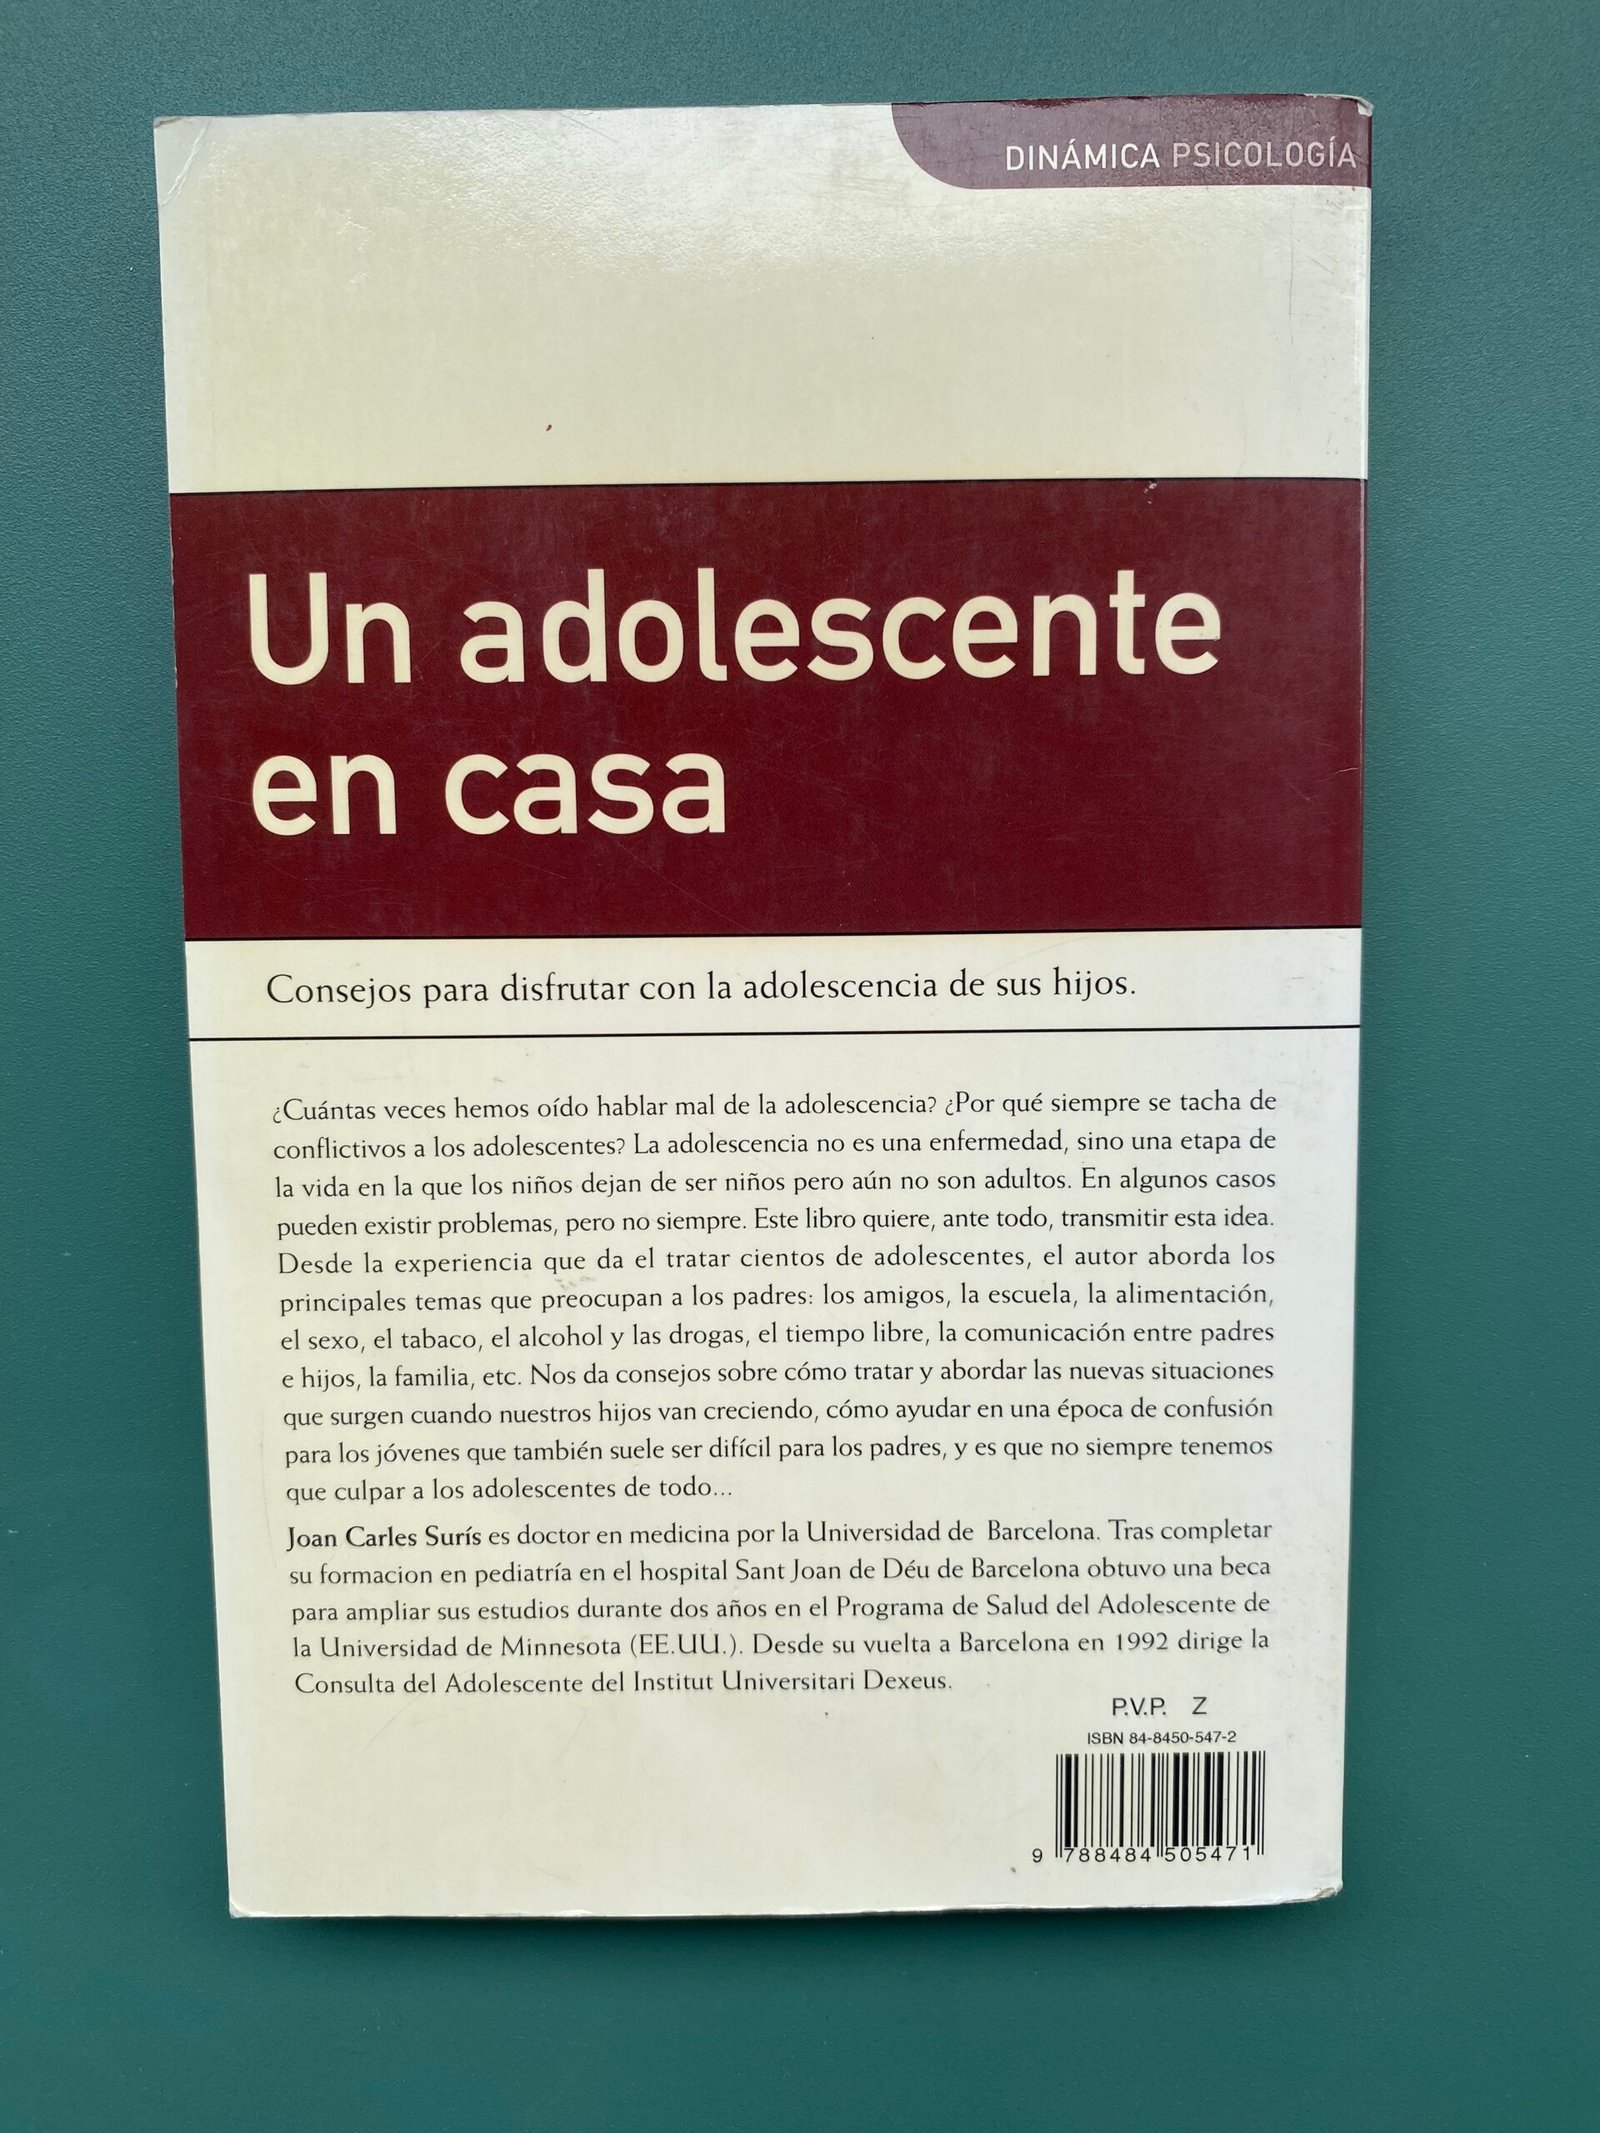 DINÁMICA PSICOLOGÍA
Un adolescente
en casa
Consejos para disfrutar con la adolescencia de sus hijos.
¿Cuántas veces hemos oído hablar mal de la adolescencia? ¿Por qué siempre se tacha de
conflictivos a los adolescentes? La adolescencia no es una enfermedad, sino una etapa de
la vida en la que los niños dejan de ser niños pero aún no son adultos. En algunos casos
pueden existir problemas, pero no siempre. Este libro quiere, ante todo, transmitir esta idea.
Desde la experiencia que da el tratar cientos de adolescentes, el autor aborda los
principales temas que preocupan a los padres: los amigos, la escuela, la alimentación,
el sexo, el tabaco, el alcohol y las drogas, el tiempo libre, la comunicación entre padres
e hijos, la familia, etc. Nos da consejos sobre cómo tratar y abordar las nuevas situaciones
que surgen cuando nuestros hijos van creciendo, cómo ayudar en una época de confusión
para los jóvenes que también suele ser difícil para los padres, y es que no siempre tenemos
que culpar a los adolescentes de todo...
Joan Carles Surís es doctor en medicina por la Universidad de Barcelona. Tras completar
su formacion en pediatría en el hospital Sant Joan de Déu de Barcelona obtuvo una beca
para ampliar sus estudios durante dos años en el Programa de Salud del Adolescente de
la Universidad de Minnesota (EE.UU.). Desde su vuelta a Barcelona en 1992 dirige la
Consulta del Adolescente del Institut Universitari Dexeus.
P.V.P. Z
ISBN 84-8450-547-2
9 788484 505471